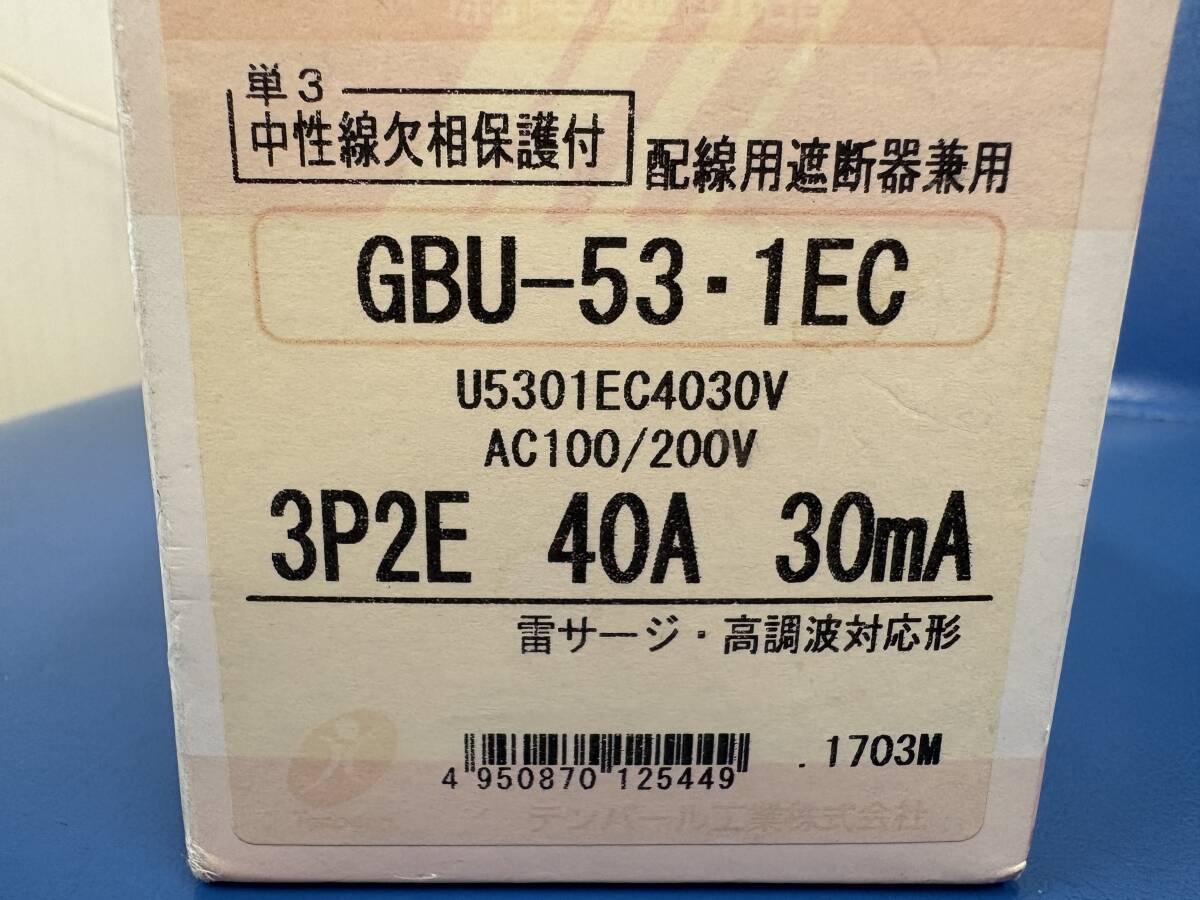 単3
中性線欠相保護付
配線用遮断器兼用
GBU-53・1EC
U5301EC4030V
AC100/200V
3P2E 40A 30mA
雷サージ・高調波対応形
4 950870 125449
.1703M
テンパール工業株式会社